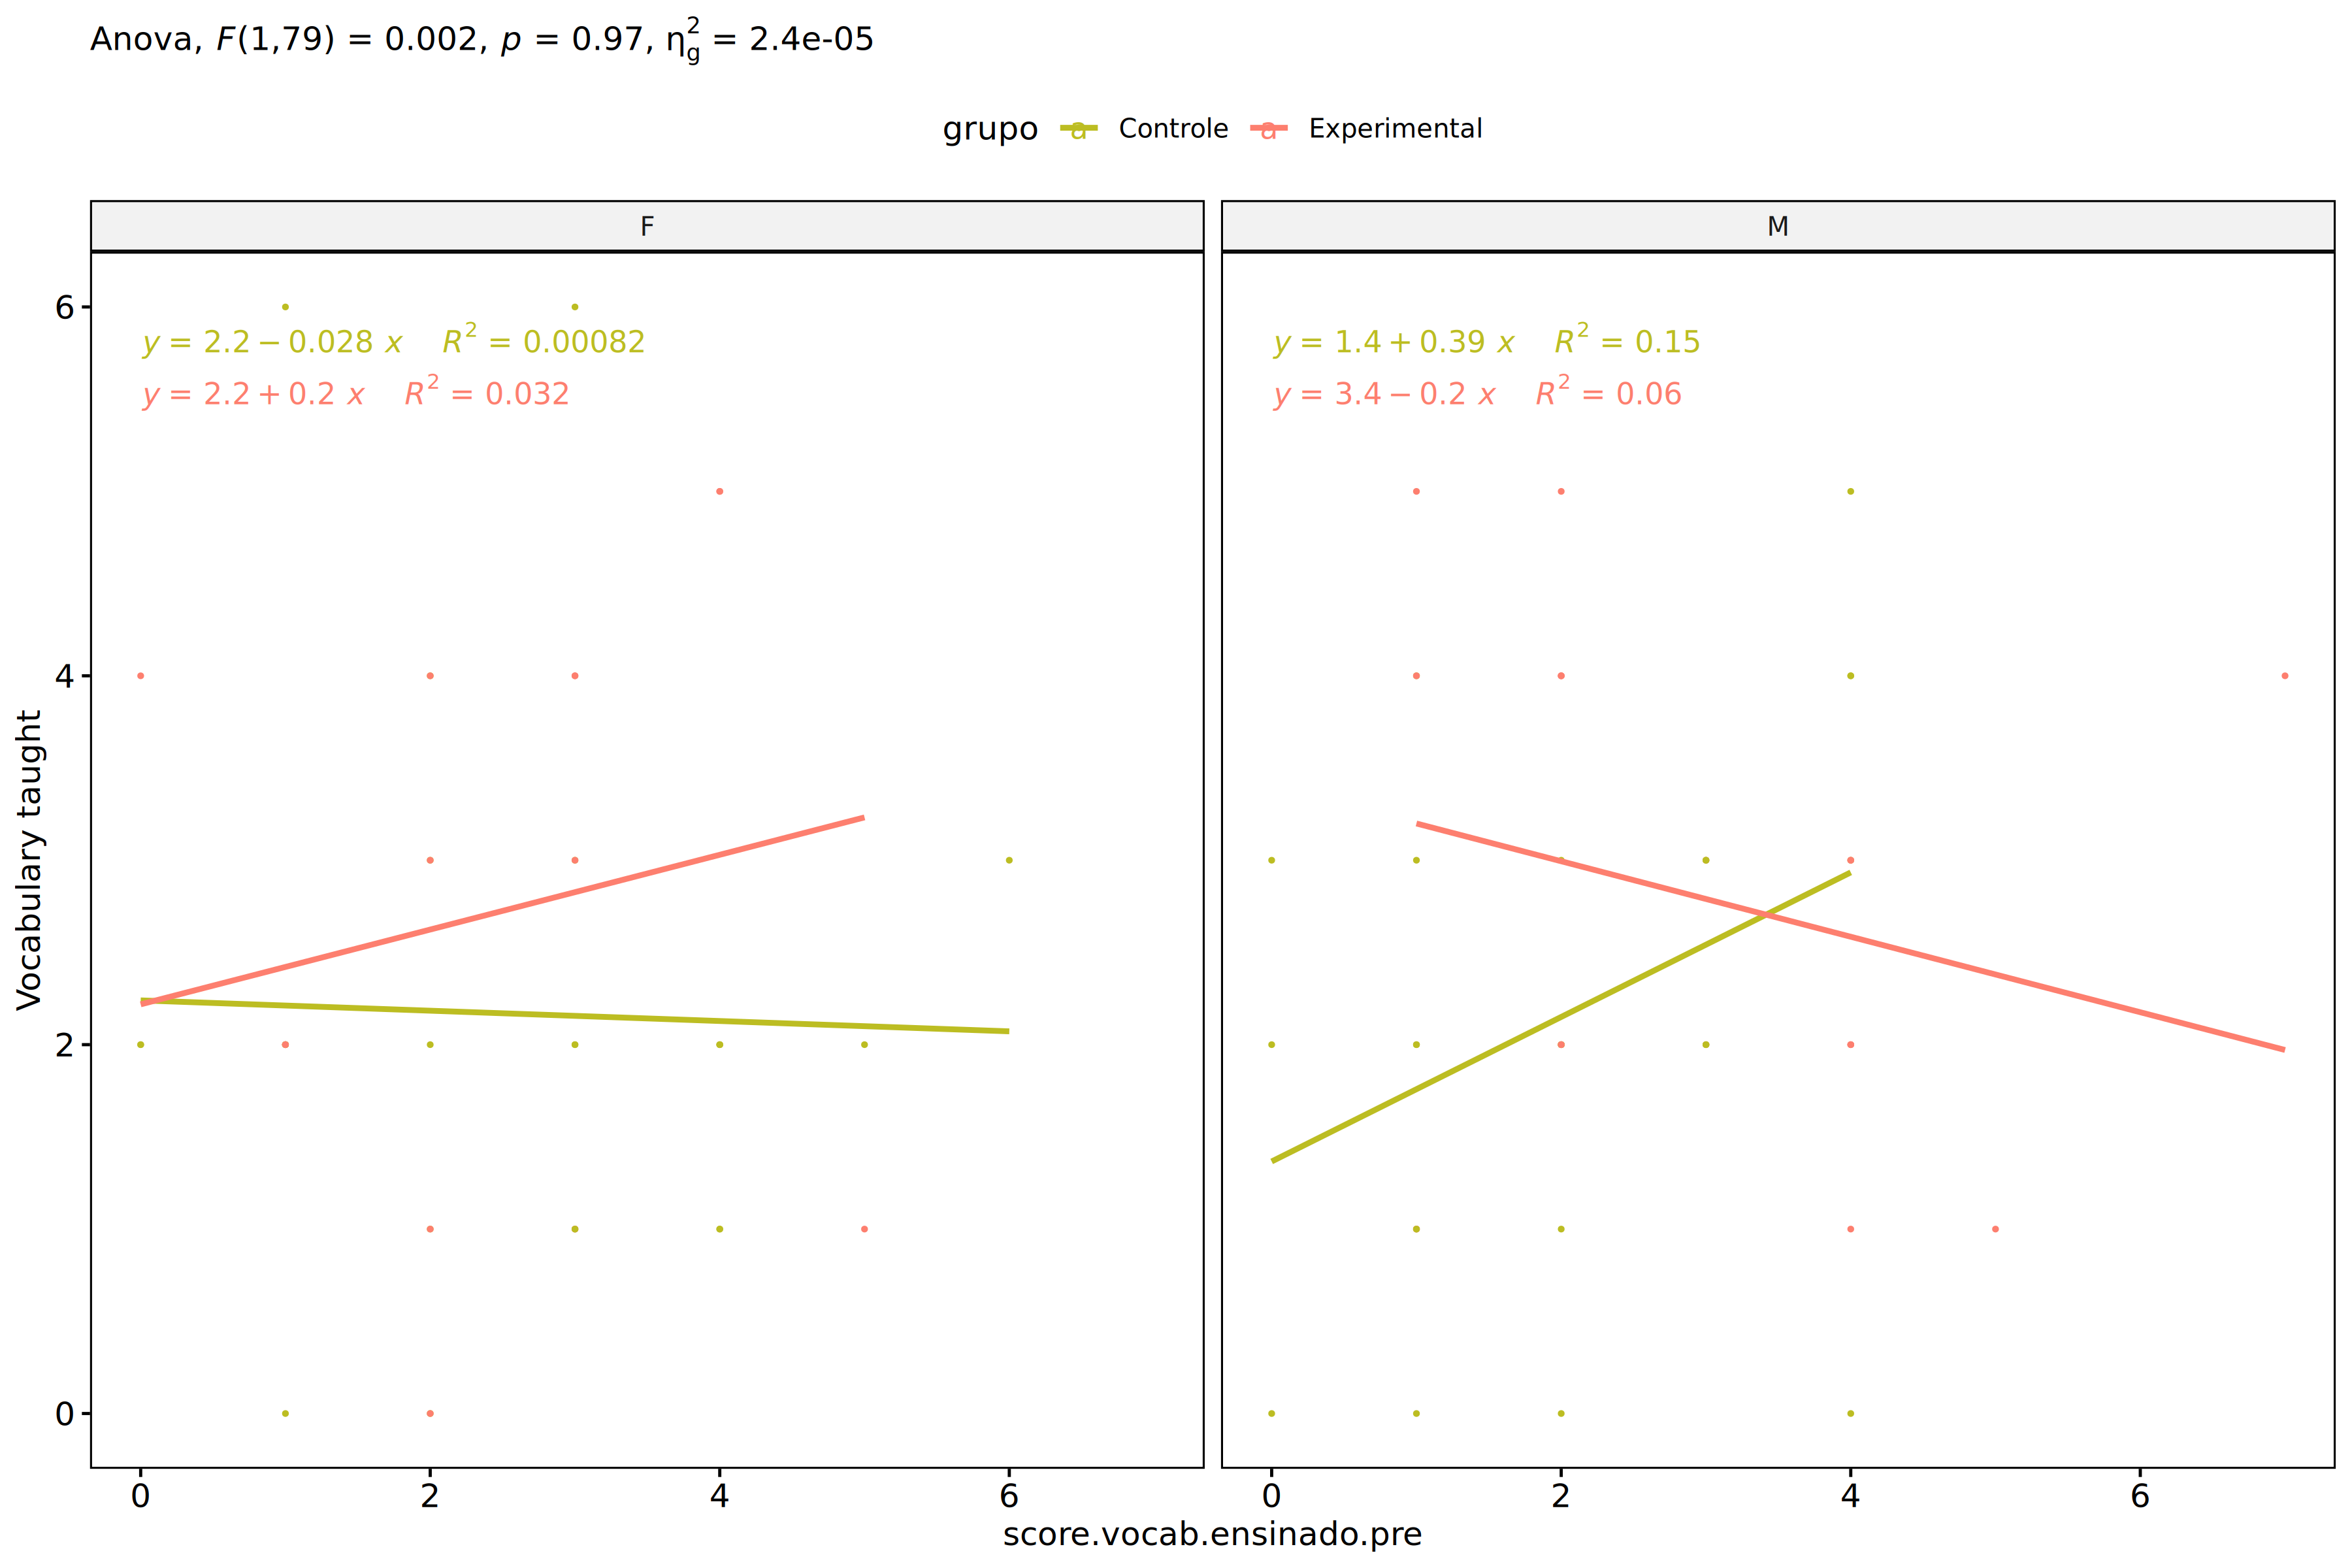 Anova, F(1,79) = 0.002, p = 0.97, η²g = 2.4e-05
grupo a Controle a Experimental
F
M
y = 2.2 − 0.028 x R² = 0.00082
y = 2.2 + 0.2 x R² = 0.032
y = 1.4 + 0.39 x R² = 0.15
y = 3.4 − 0.2 x R² = 0.06
Vocabulary taught
6
4
2
0
0 2 4 6
0 2 4 6
score.vocab.ensinado.pre